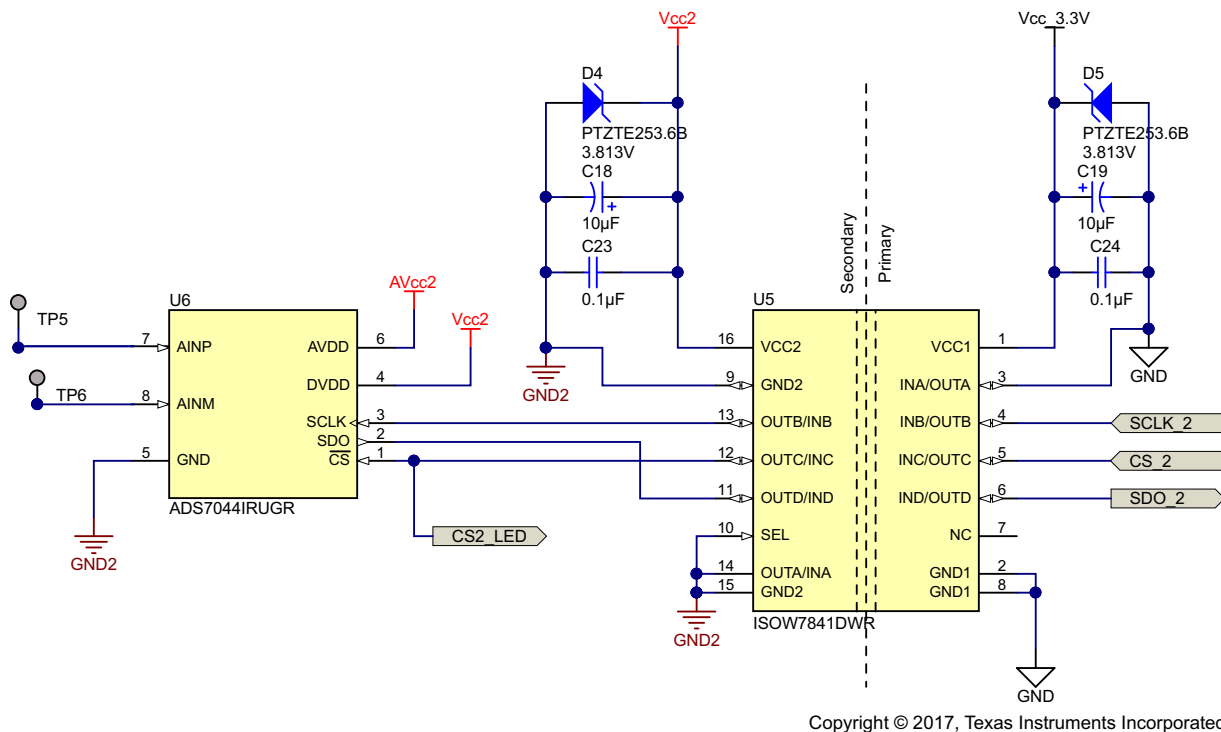 Vcc2
Vcc_3.3V
D4
PTZTE253.6B
3.813V
C18
+
10µF
C23
0.1µF
GND2
D5
PTZTE253.6B
3.813V
C19
+
10µF
C24
0.1µF
GND
Secondary
Primary
TP5
TP6
U6
7 AINP
8 AINM
5 GND
AVDD 6
DVDD 4
SCLK 3
SDO 2
CS 1
ADS7044IRUGR
AVcc2
Vcc2
GND2
CS2_LED
U5
16 VCC2
9 GND2
13 OUTB/INB
12 OUTC/INC
11 OUTD/IND
10 SEL
14 OUTA/INA
15 GND2
VCC1 1
INA/OUTA 3
INB/OUTB 4
INC/OUTC 5
IND/OUTD 6
NC 7
GND1 2
GND1 8
ISOW7841DWR
GND2
SCLK_2
CS_2
SDO_2
GND
Copyright © 2017, Texas Instruments Incorporated